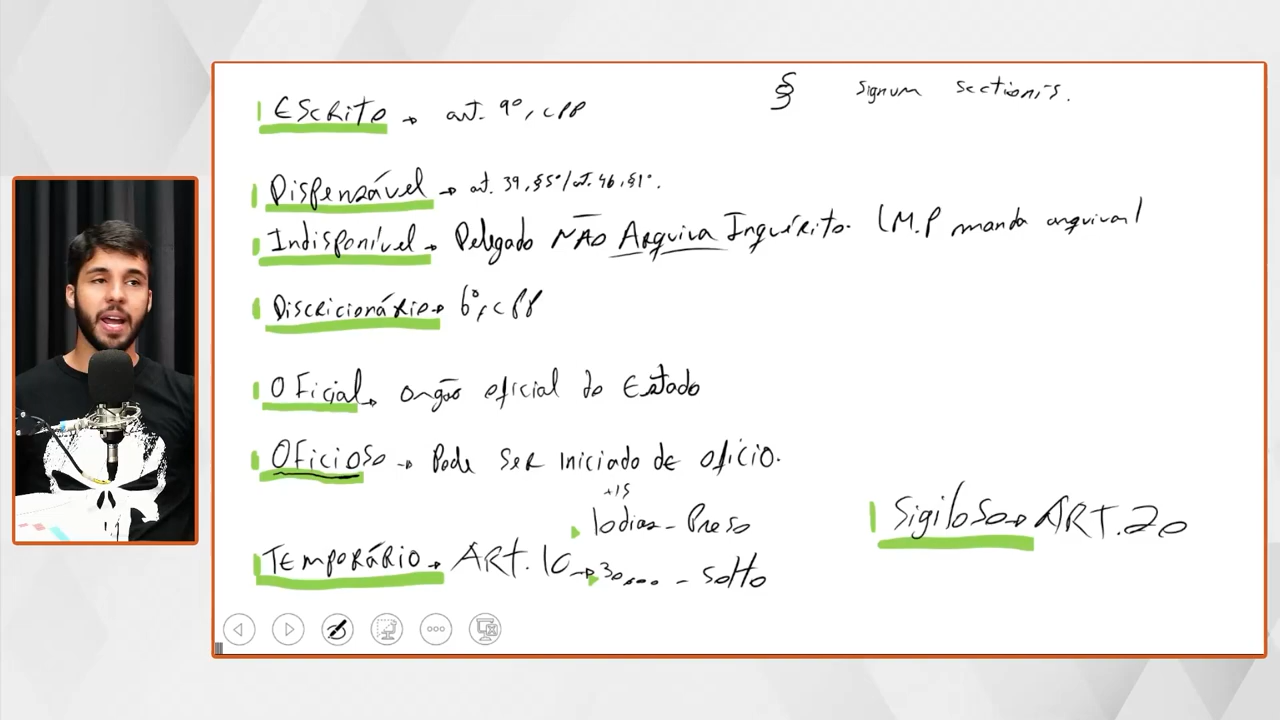 § signum sectionis.
Escrito → art. 9º, CPP
Dispensável → art. 39, §5º/art. 46, §1º.
Indisponível → Delegado NÃO Arquiva Inquérito. (M.P manda arquivar)
Discricionário → 6º, CPP
Oficial → orgão oficial do Estado
Oficioso → Pode ser iniciado de ofício.
+15
10 dias - Preso
Sigiloso → ART. 20
Temporário → ART. 10 → 30 - solto